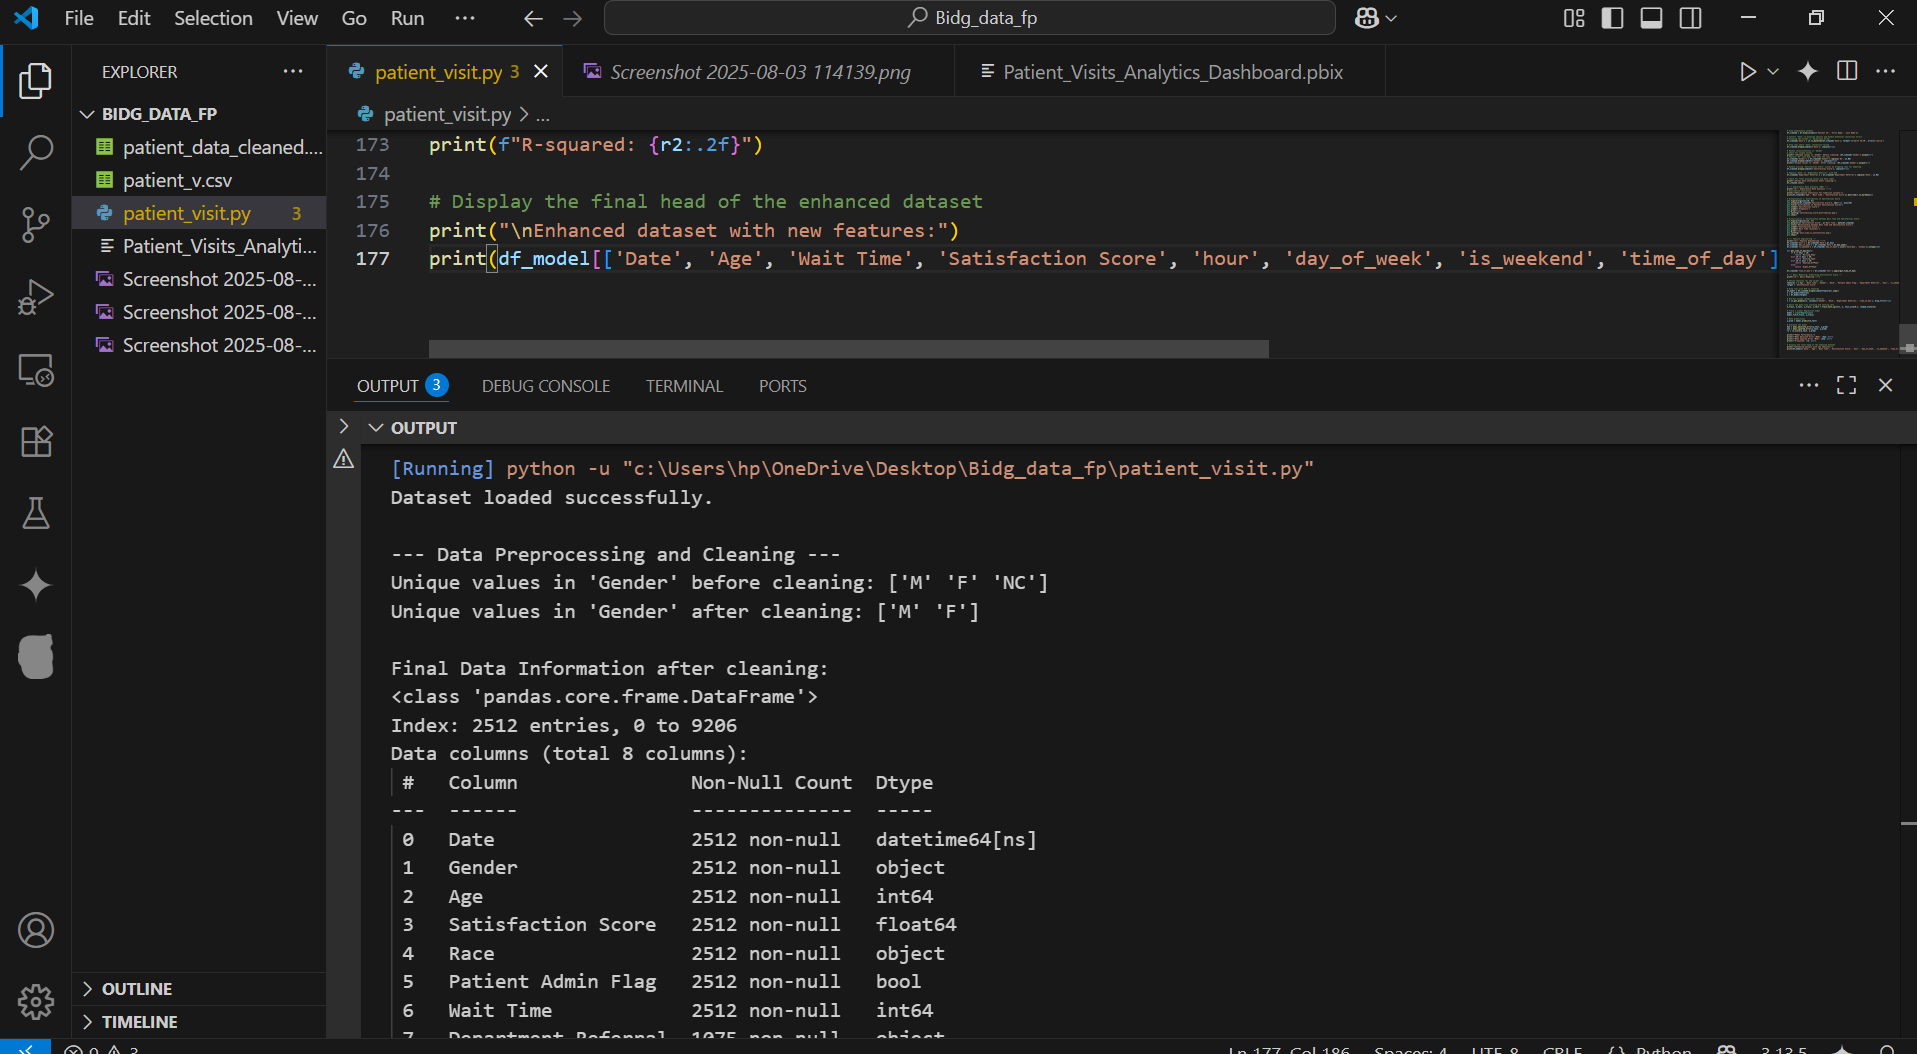 File Edit Selection View Go Run ··· Bidg_data_fp
EXPLORER
BIDG_DATA_FP
patient_data_cleaned....
patient_v.csv
patient_visit.py 3
Patient_Visits_Analyti...
Screenshot 2025-08-...
Screenshot 2025-08-...
Screenshot 2025-08-...
OUTLINE
TIMELINE
patient_visit.py 3
Screenshot 2025-08-03 114139.png
Patient_Visits_Analytics_Dashboard.pbix
patient_visit.py > ...
173 print(f"R-squared: {r2:.2f}")
174
175 # Display the final head of the enhanced dataset
176 print("\nEnhanced dataset with new features:")
177 print(df_model[['Date', 'Age', 'Wait Time', 'Satisfaction Score', 'hour', 'day_of_week', 'is_weekend', 'time_of_day']
OUTPUT 3 DEBUG CONSOLE TERMINAL PORTS
OUTPUT
[Running] python -u "c:\Users\hp\OneDrive\Desktop\Bidg_data_fp\patient_visit.py"
Dataset loaded successfully.
--- Data Preprocessing and Cleaning ---
Unique values in 'Gender' before cleaning: ['M' 'F' 'NC']
Unique values in 'Gender' after cleaning: ['M' 'F']
Final Data Information after cleaning:
<class 'pandas.core.frame.DataFrame'>
Index: 2512 entries, 0 to 9206
Data columns (total 8 columns):
# Column Non-Null Count Dtype
--- ------ -------------- -----
0 Date 2512 non-null datetime64[ns]
1 Gender 2512 non-null object
2 Age 2512 non-null int64
3 Satisfaction Score 2512 non-null float64
4 Race 2512 non-null object
5 Patient Admin Flag 2512 non-null bool
6 Wait Time 2512 non-null int64
7 Department Referral 1075 non-null object
0 3 Ln 177, Col 186 Spaces: 4 UTF-8 CRLF {} Python 3.13.5